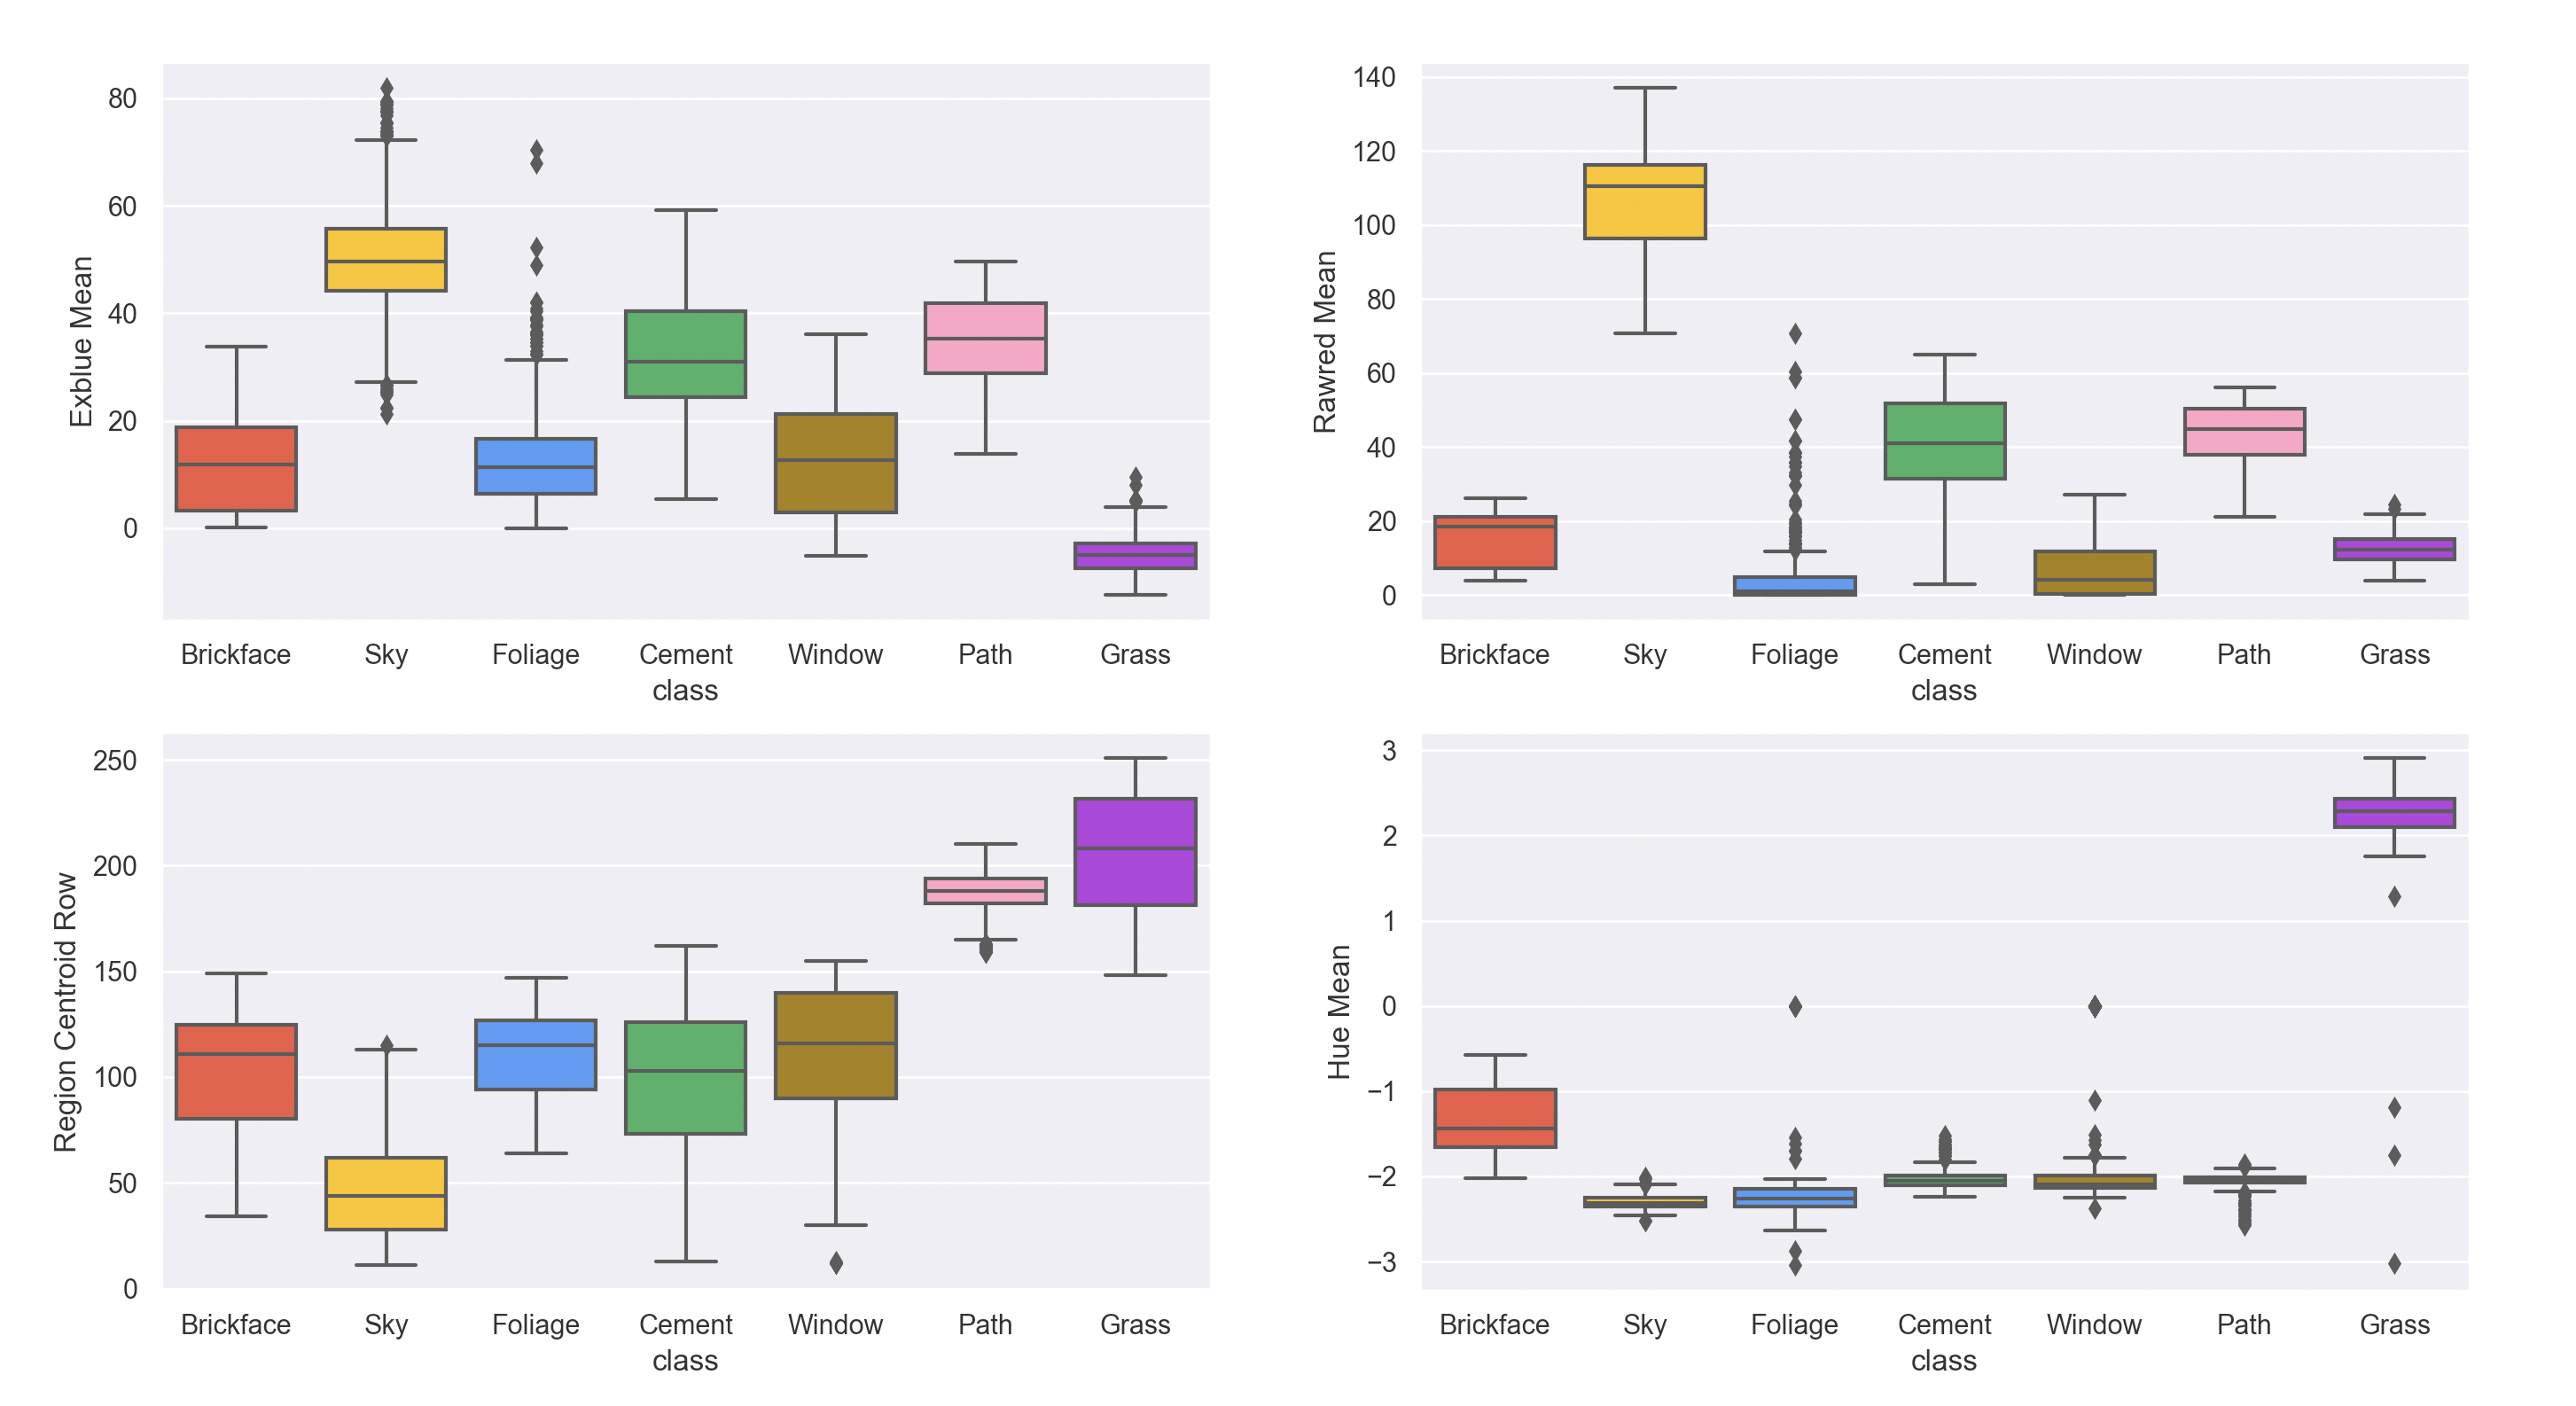 Exblue Mean
80
60
40
20
0
Brickface Sky Foliage Cement Window Path Grass
class
Rawred Mean
140
120
100
80
60
40
20
0
Brickface Sky Foliage Cement Window Path Grass
class
Region Centroid Row
250
200
150
100
50
0
Brickface Sky Foliage Cement Window Path Grass
class
Hue Mean
3
2
1
0
−1
−2
−3
Brickface Sky Foliage Cement Window Path Grass
class